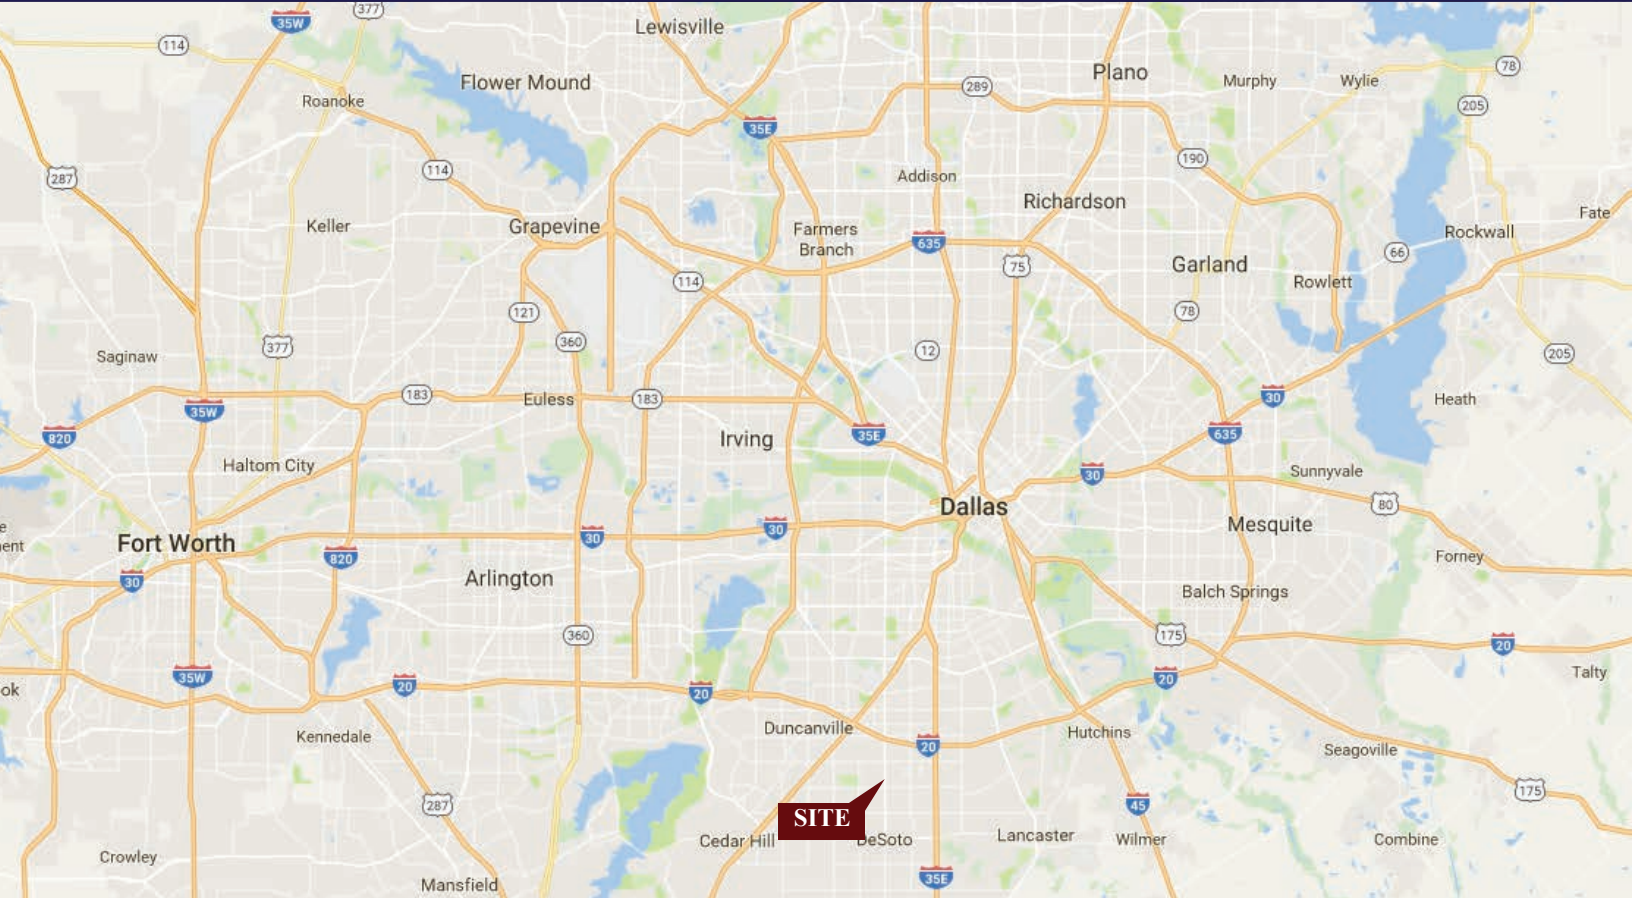 377
35W
Lewisville
114
Plano
78
Flower Mound
Murphy
Wylie
289
Roanoke
205
35E
190
114
287
Addison
Richardson
Fate
Keller
Grapevine
Farmers
Branch
Rockwall
635
66
75
Garland
114
Rowlett
121
78
360
377
12
Saginaw
205
183
30
Euless
183
Heath
35W
820
Irving
35E
635
Haltom City
30
Sunnyvale
80
Dallas
Mesquite
e
ent
30
30
Fort Worth
820
Forney
30
Arlington
Balch Springs
360
175
20
35W
Talty
20
20
20
ok
Duncanville
Hutchins
Kennedale
20
Seagoville
175
287
45
SITE
Cedar Hill
DeSoto
Lancaster
Wilmer
Combine
Crowley
35E
Mansfield